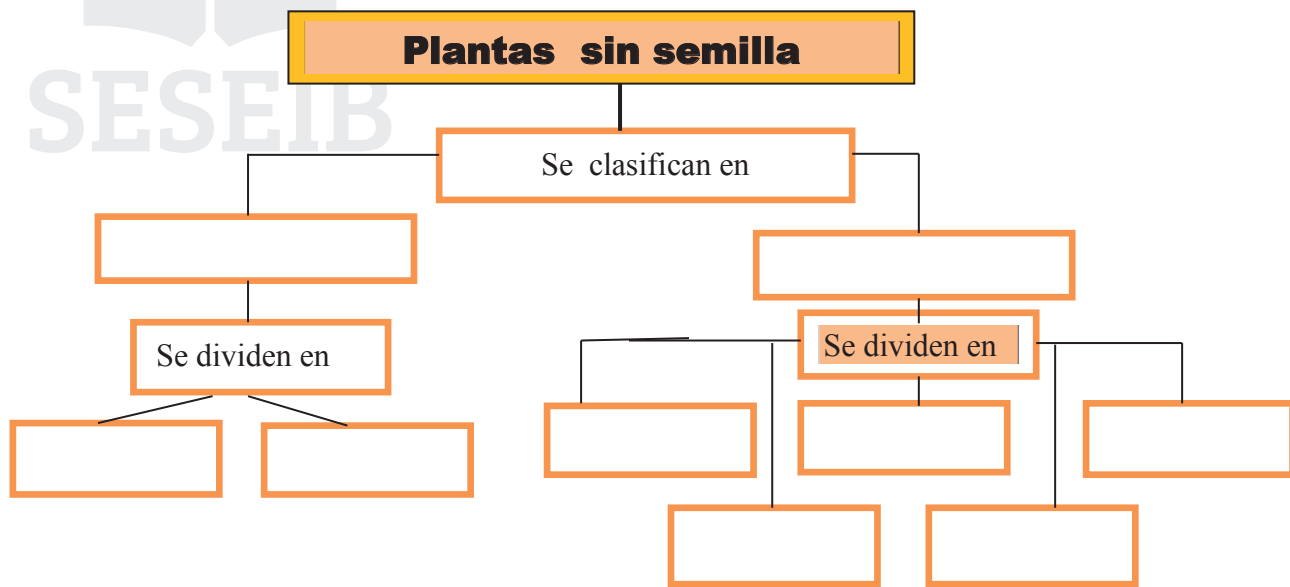 Plantas sin semilla
SESEIB
Se clasifican en
Se dividen en
Se dividen en